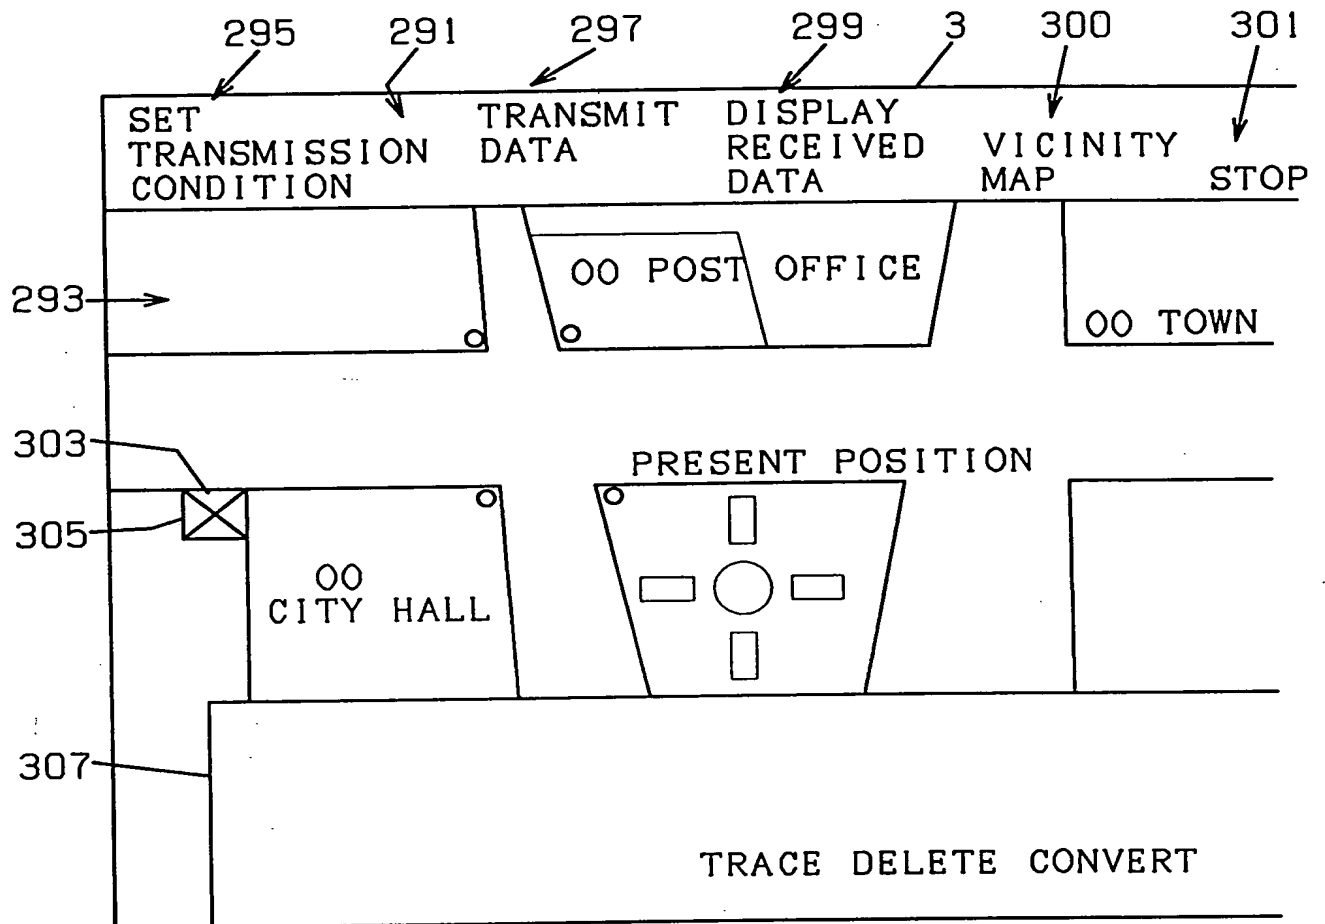 295 291 297 299 3 300 301
SET
TRANSMISSION
CONDITION
TRANSMIT
DATA
DISPLAY
RECEIVED
DATA
VICINITY
MAP
STOP
293
OO POST OFFICE
OO TOWN
303
305
PRESENT POSITION
OO
CITY HALL
307
TRACE DELETE CONVERT